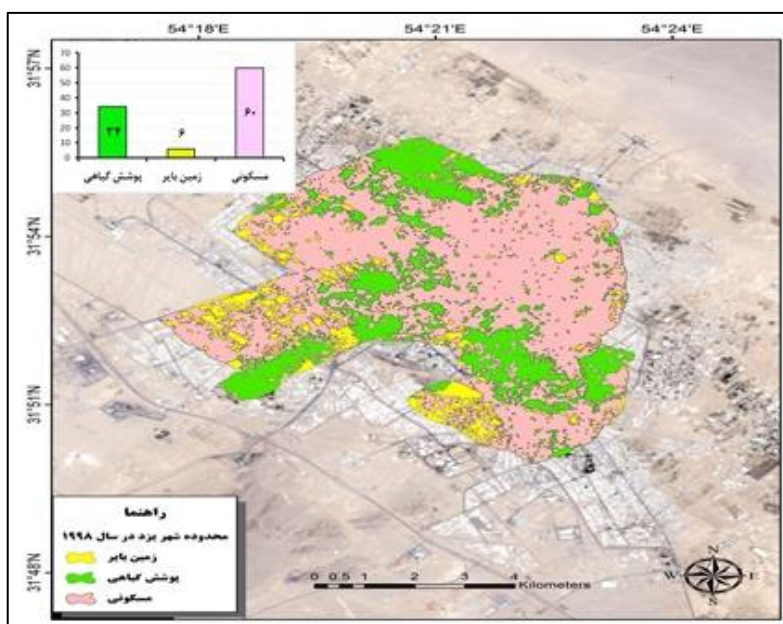 54°18'E 54°21'E 54°24'E
31°57'N
31°54'N
31°51'N
31°48'N
70
60
50
40
30
20
10
0
۳۴
۶
۶۰
پوشش گیاهی زمین بایر مسکونی
راهنما
محدوده شهر یزد در سال ۱۹۹۸
زمین بایر
پوشش گیاهی
مسکونی
0 0.5 1 2 3 4
Kilometers
N
W E
S